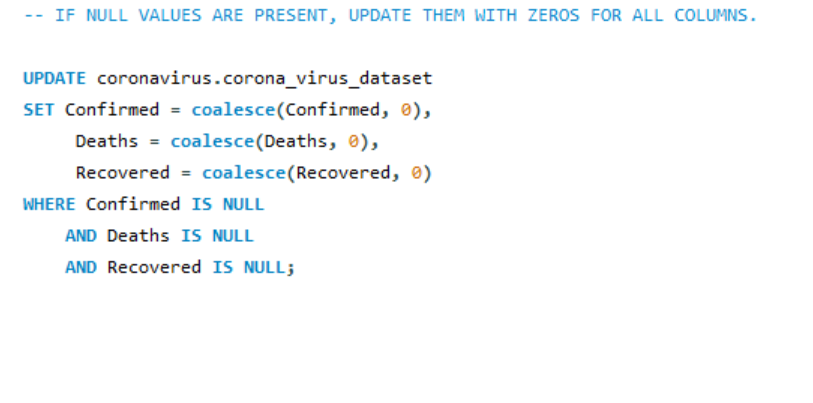 -- IF NULL VALUES ARE PRESENT, UPDATE THEM WITH ZEROS FOR ALL COLUMNS.
UPDATE coronavirus.corona_virus_dataset
SET Confirmed = coalesce(Confirmed, 0),
Deaths = coalesce(Deaths, 0),
Recovered = coalesce(Recovered, 0)
WHERE Confirmed IS NULL
AND Deaths IS NULL
AND Recovered IS NULL;